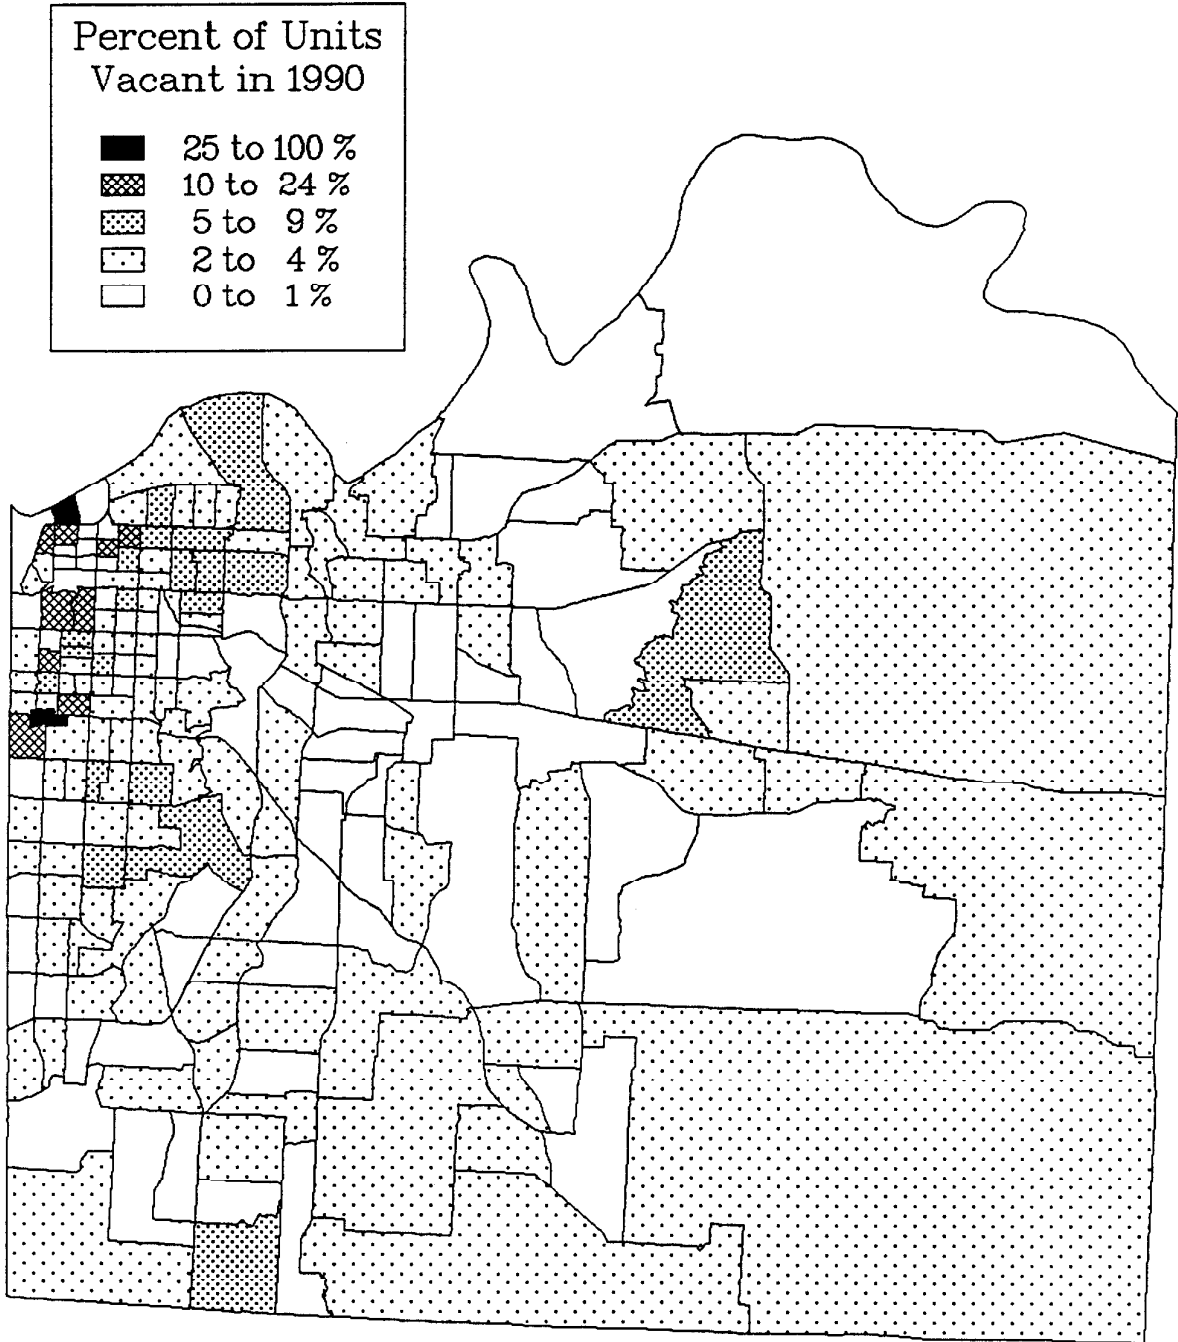 Percent of Units
Vacant in 1990
25 to 100 %
10 to 24 %
5 to 9 %
2 to 4 %
0 to 1 %